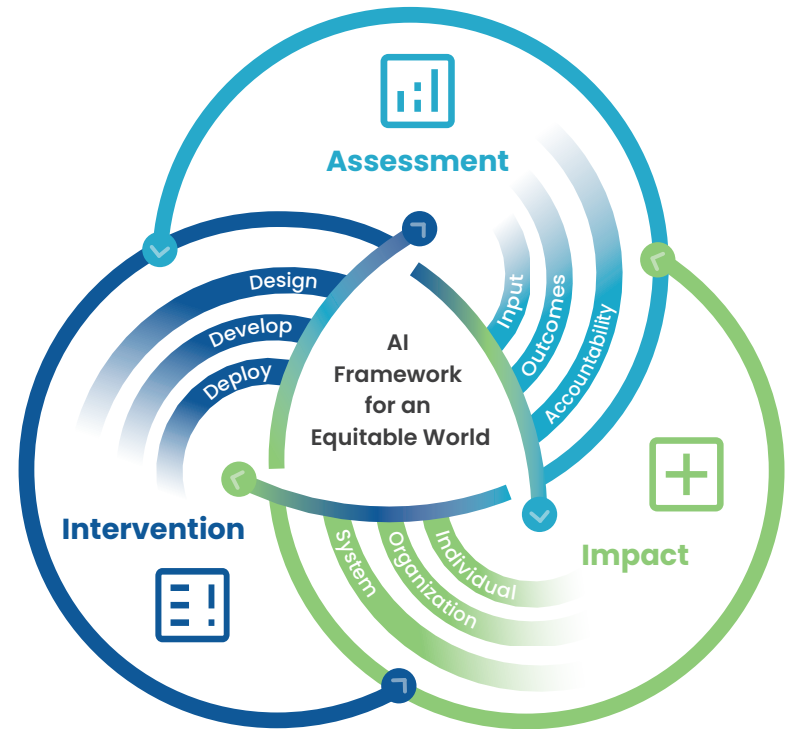 Assessment
Input
Outcomes
Accountability
Design
Develop
Deploy
AI
Framework
for an
Equitable World
Intervention
Impact
System
Organization
Individual